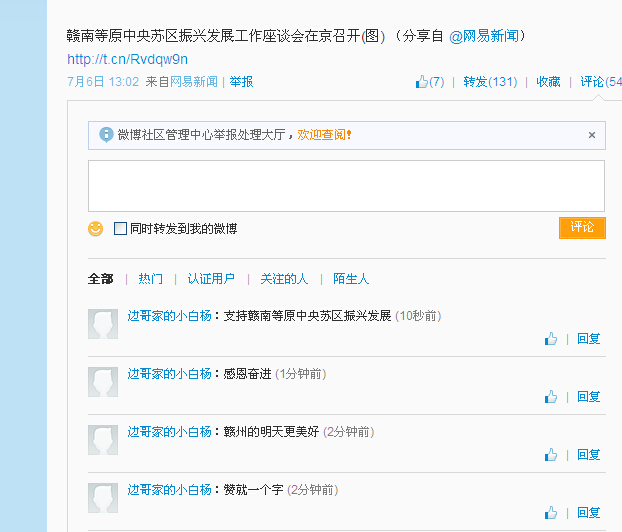 赣南等原中央苏区振兴发展工作座谈会在京召开(图) （分享自 @网易新闻）
http://t.cn/Rvdqw9n
7月6日 13:02 来自网易新闻 | 举报 (7) | 转发(131) | 收藏 | 评论(54
微博社区管理中心举报处理大厅，欢迎查阅! ×
同时转发到我的微博 评论
全部 | 热门 | 认证用户 | 关注的人 | 陌生人
边哥家的小白杨：支持赣南等原中央苏区振兴发展 (10秒前)
| 回复
边哥家的小白杨：感恩奋进 (1分钟前)
| 回复
边哥家的小白杨：赣州的明天更美好 (2分钟前)
| 回复
边哥家的小白杨：赞就一个字 (2分钟前)
| 回复